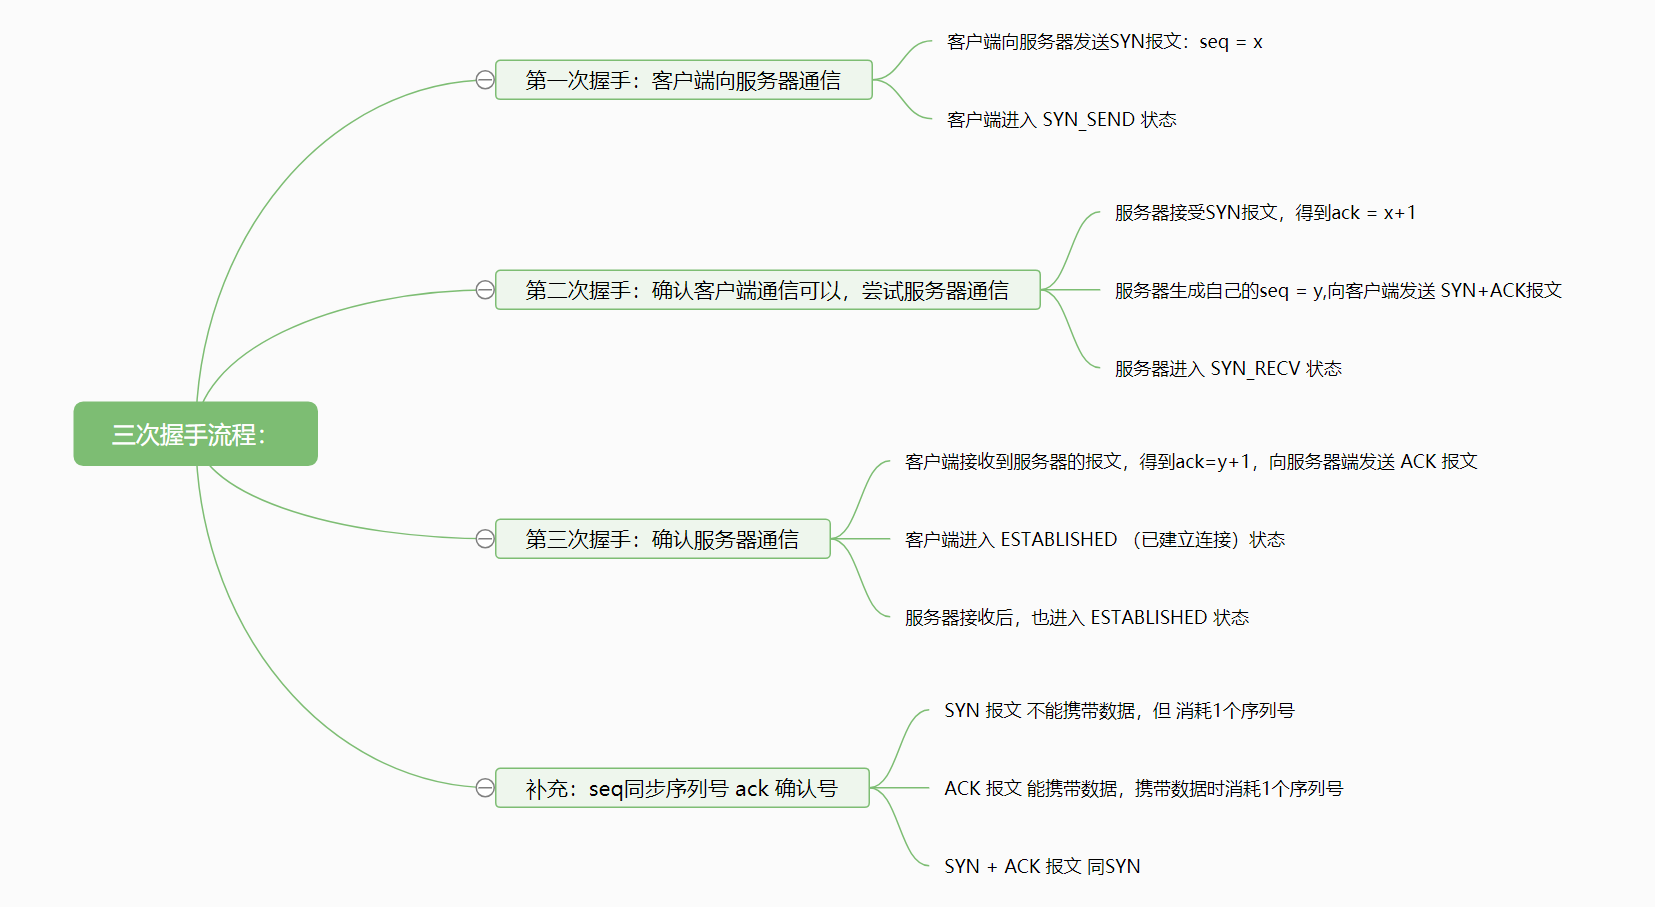 三次握手流程：
第一次握手：客户端向服务器通信
客户端向服务器发送SYN报文：seq = x
客户端进入 SYN_SEND 状态
第二次握手：确认客户端通信可以，尝试服务器通信
服务器接受SYN报文，得到ack = x+1
服务器生成自己的seq = y,向客户端发送 SYN+ACK报文
服务器进入 SYN_RECV 状态
第三次握手：确认服务器通信
客户端接收到服务器的报文，得到ack=y+1，向服务器端发送 ACK 报文
客户端进入 ESTABLISHED （已建立连接）状态
服务器接收后，也进入 ESTABLISHED 状态
补充：seq同步序列号 ack 确认号
SYN 报文 不能携带数据，但 消耗1个序列号
ACK 报文 能携带数据，携带数据时消耗1个序列号
SYN + ACK 报文 同SYN